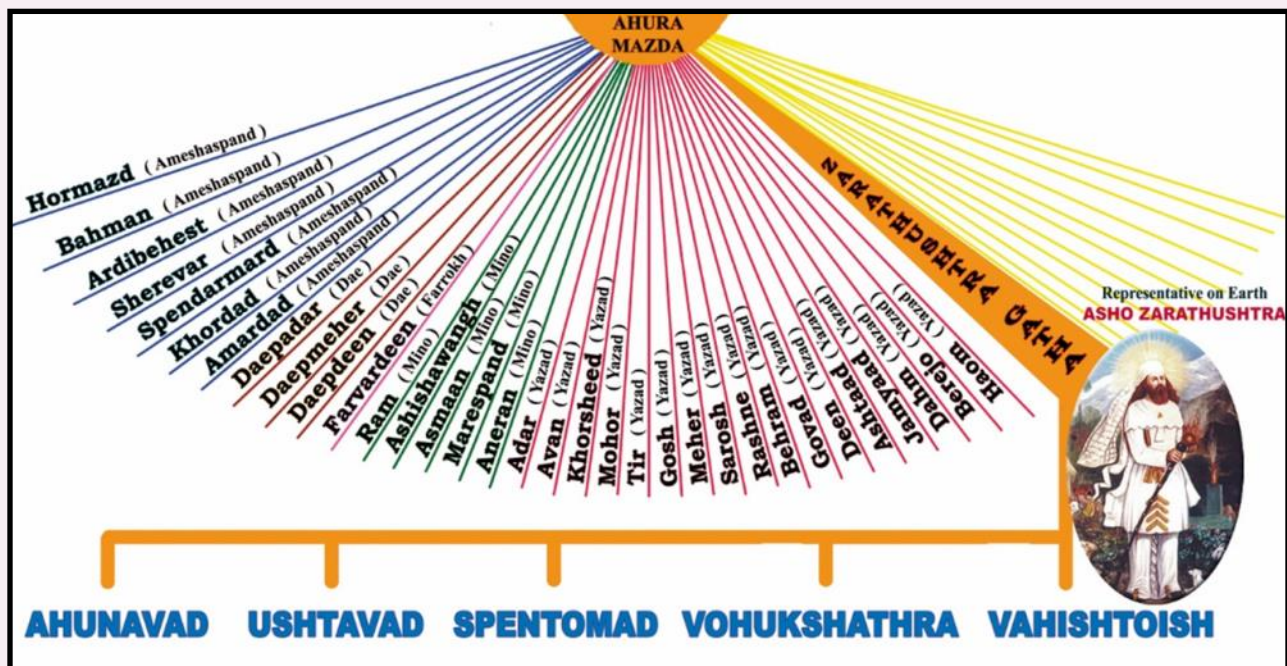 AHURA
MAZDA
Hormazd (Ameshaspand)
Bahman (Ameshaspand)
Ardibehest (Ameshaspand)
Sherevar (Ameshaspand)
Spendarmard (Ameshaspand)
Khordad (Ameshaspand)
Amardad (Ameshaspand)
Daepadar (Dae)
Daepmeher (Dae)
Daepdeen (Dae)
Farvardeen (Farrokh)
Ram (Mino)
Ashishawangh (Mino)
Asmaan (Mino)
Marespand (Mino)
Aneran (Mino)
Adar (Yazad)
Avan (Yazad)
Khorsheed (Yazad)
Mohor (Yazad)
Tir (Yazad)
Gosh (Yazad)
Meher (Yazad)
Sarosh (Yazad)
Rashne (Yazad)
Behram (Yazad)
Govad (Yazad)
Deen (Yazad)
Ashtaad (Yazad)
Jamyaad (Yazad)
Dahm (Yazad)
Berejo (Yazad)
Haom (Yazad)
ZARATHUSHTRA GATHA
Representative on Earth
ASHO ZARATHUSHTRA
AHUNAVAD
USHTAVAD
SPENTOMAD
VOHUKSHATHRA
VAHISHTOISH